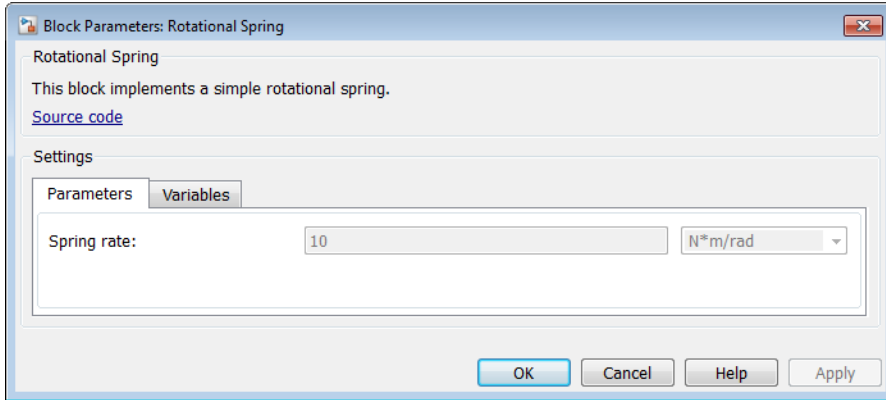 Block Parameters: Rotational Spring
Rotational Spring
This block implements a simple rotational spring.
Source code
Settings
Parameters Variables
Spring rate: 10 N*m/rad
OK Cancel Help Apply